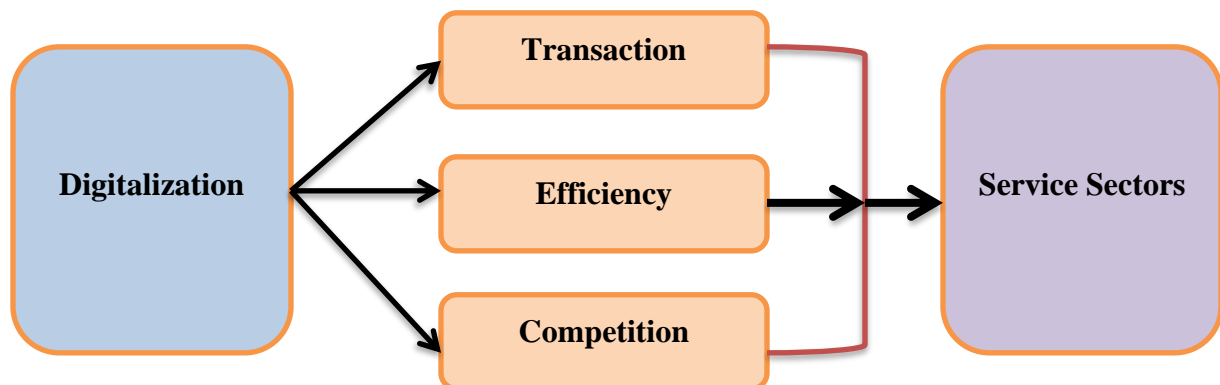 Digitalization
Transaction
Efficiency
Competition
Service Sectors